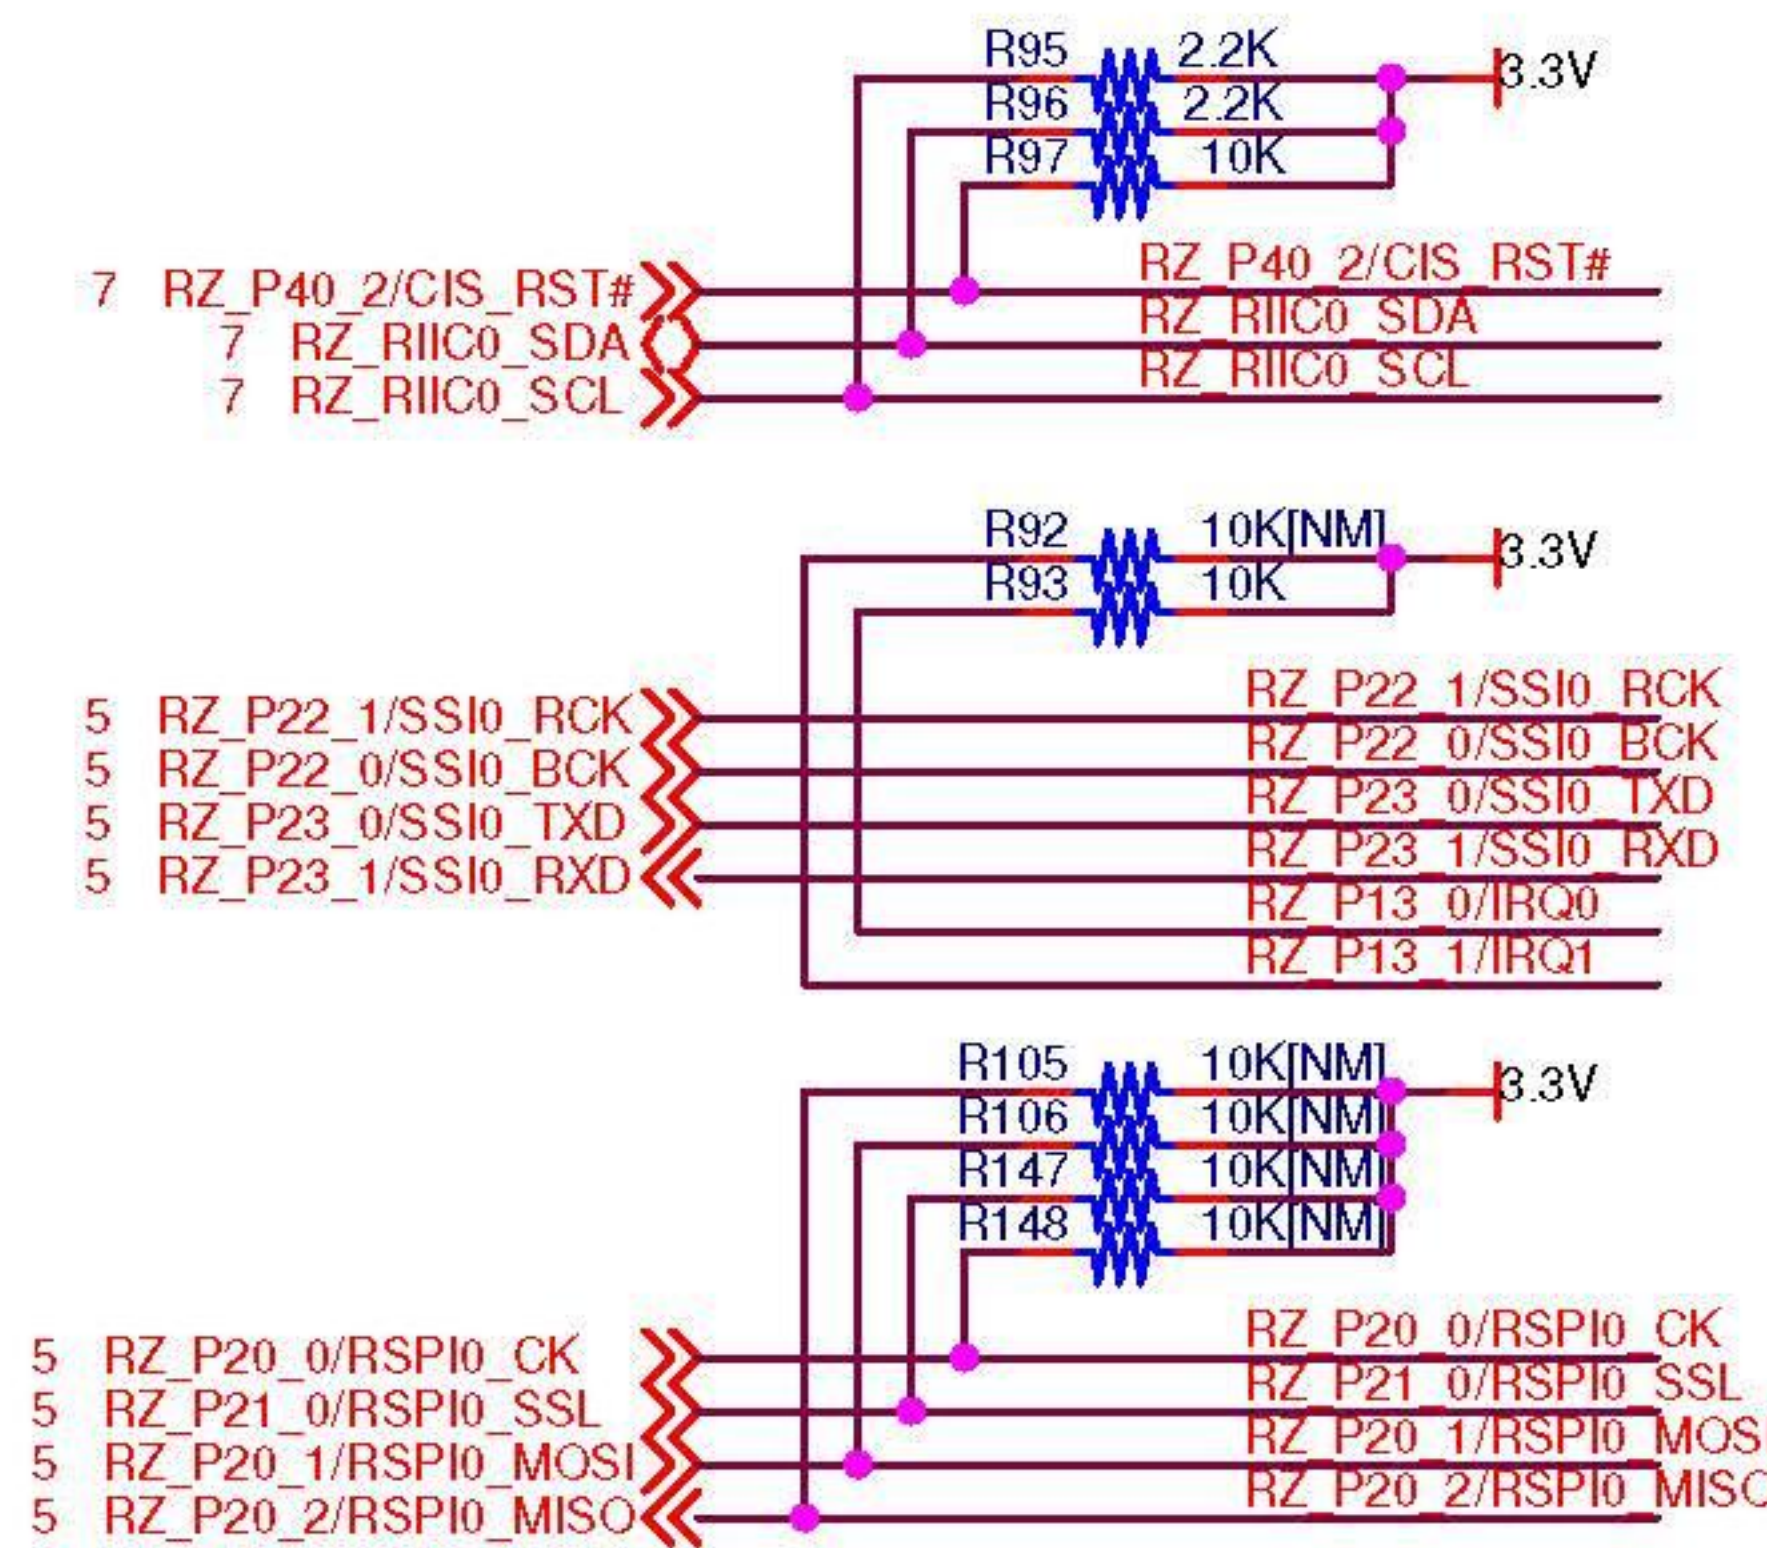 R95 2.2K 3.3V
R96 2.2K
R97 10K
RZ_P40_2/CIS_RST#
7 RZ_P40_2/CIS_RST#
RZ_RIIC0_SDA
7 RZ_RIIC0_SDA
RZ_RIIC0_SCL
7 RZ_RIIC0_SCL
R92 10K[NM] 3.3V
R93 10K
RZ_P22_1/SSI0_RCK
5 RZ_P22_1/SSI0_RCK
RZ_P22_0/SSI0_BCK
5 RZ_P22_0/SSI0_BCK
RZ_P23_0/SSI0_TXD
5 RZ_P23_0/SSI0_TXD
RZ_P23_1/SSI0_RXD
5 RZ_P23_1/SSI0_RXD
RZ_P13_0/IRQ0
RZ_P13_1/IRQ1
R105 10K[NM] 3.3V
R106 10K[NM]
R147 10K[NM]
R148 10K[NM]
RZ_P20_0/RSPI0_CK
5 RZ_P20_0/RSPI0_CK
RZ_P21_0/RSPI0_SSL
5 RZ_P21_0/RSPI0_SSL
RZ_P20_1/RSPI0_MOSI
5 RZ_P20_1/RSPI0_MOSI
RZ_P20_2/RSPI0_MISO
5 RZ_P20_2/RSPI0_MISO